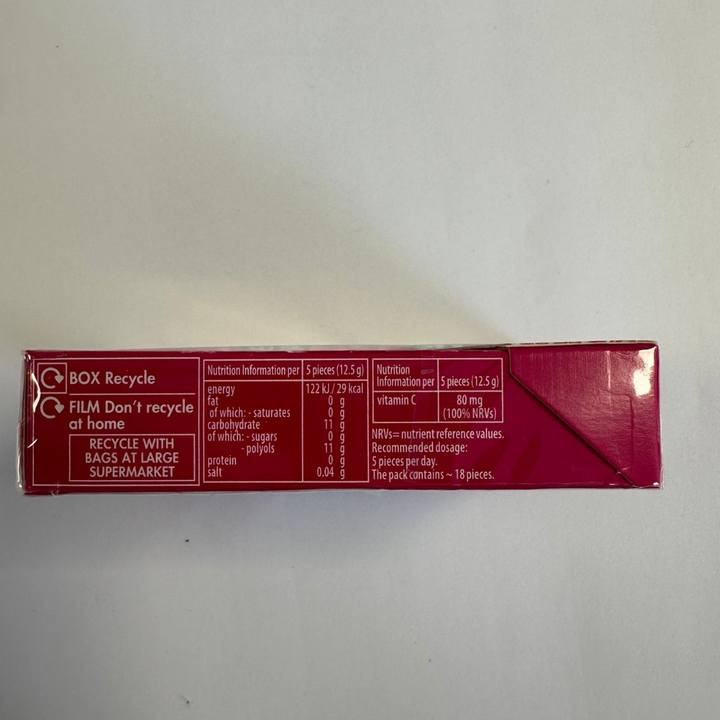 BOX Recycle
FILM Don't recycle
at home
RECYCLE WITH
BAGS AT LARGE
SUPERMARKET
Nutrition Information per 5 pieces (12.5 g)
energy 122 kJ / 29 kcal
fat 0 g
of which: - saturates 0 g
carbohydrate 11 g
of which: - sugars 0 g
- polyols 11 g
protein 0 g
salt 0.04 g
Nutrition
Information per 5 pieces (12.5 g)
vitamin C 80 mg
(100% NRVs)
NRVs= nutrient reference values.
Recommended dosage:
5 pieces per day.
The pack contains ~ 18 pieces.